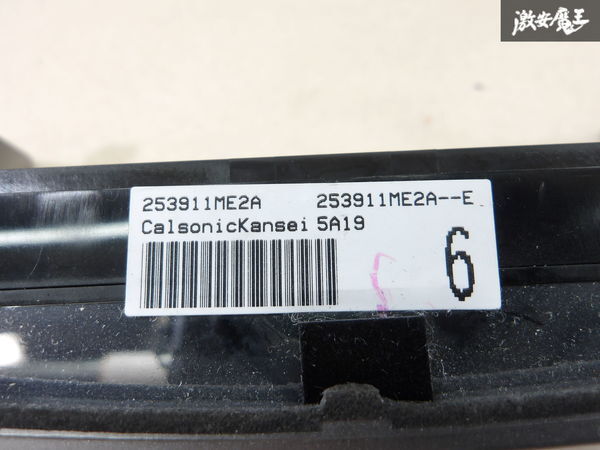 激安魔王
253911ME2A 253911ME2A--E
CalsonicKansei 5A19
6